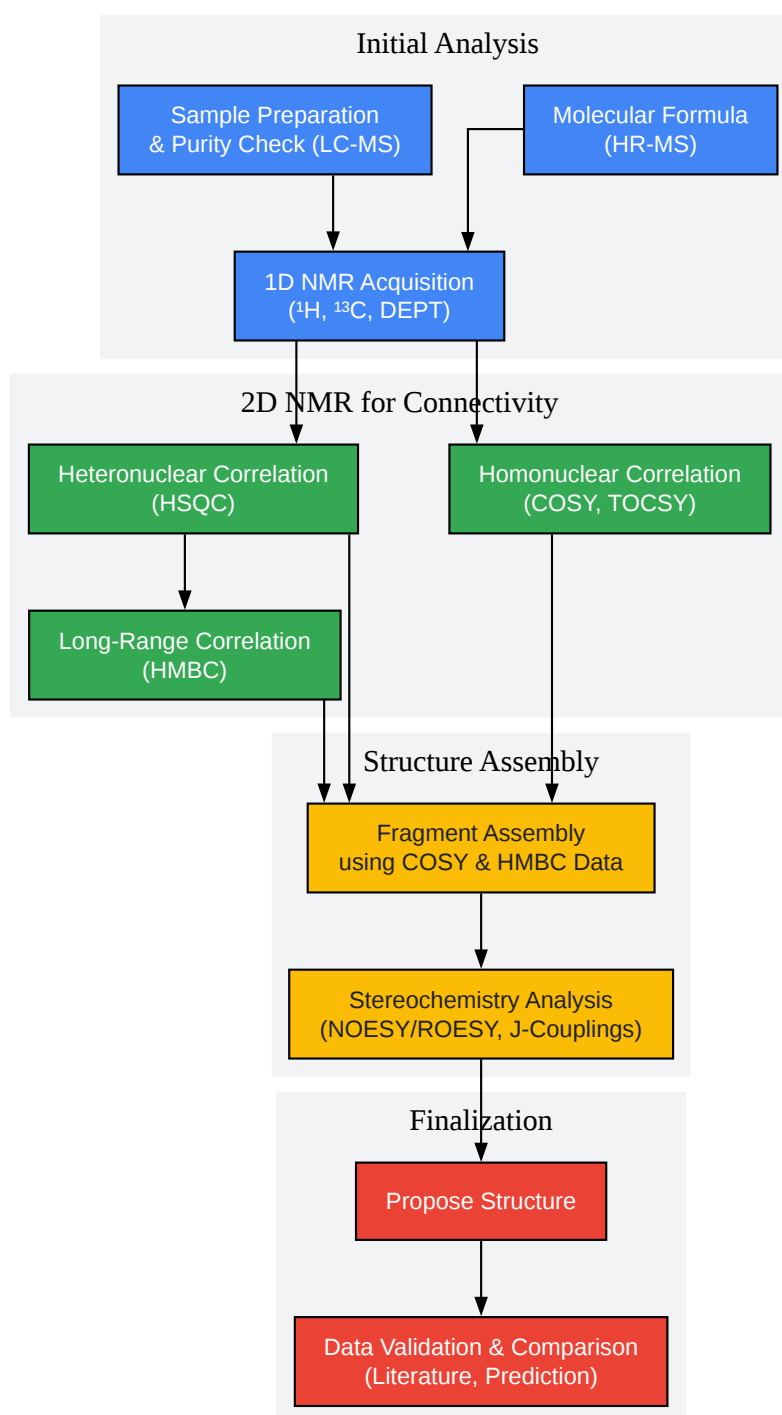 Initial Analysis
Sample Preparation
& Purity Check (LC-MS)
Molecular Formula
(HR-MS)
1D NMR Acquisition
(¹H, ¹³C, DEPT)
2D NMR for Connectivity
Heteronuclear Correlation
(HSQC)
Homonuclear Correlation
(COSY, TOCSY)
Long-Range Correlation
(HMBC)
Structure Assembly
Fragment Assembly
using COSY & HMBC Data
Stereochemistry Analysis
(NOESY/ROESY, J-Couplings)
Finalization
Propose Structure
Data Validation & Comparison
(Literature, Prediction)